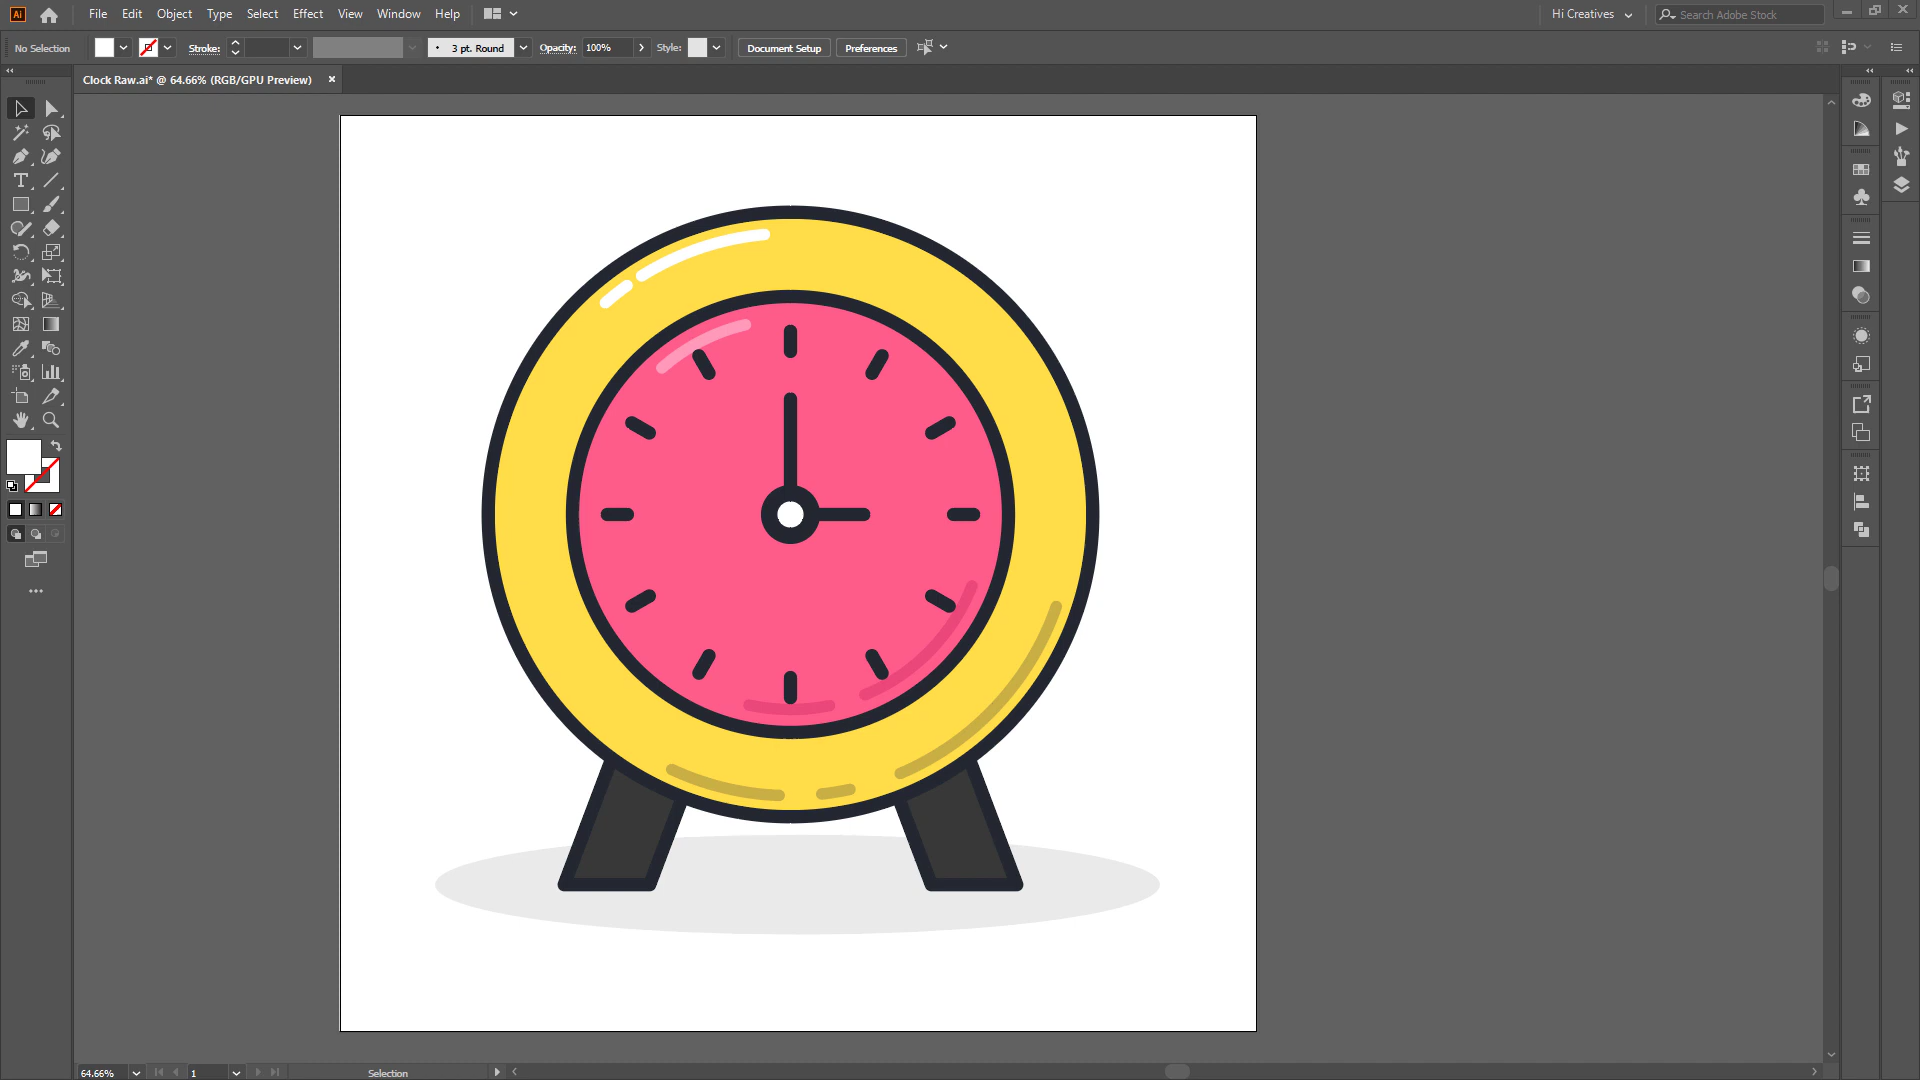 Ai File Edit Object Type Select Effect View Window Help Hi Creatives Search Adobe Stock
No Selection Stroke: 3 pt. Round Opacity: 100% Style: Document Setup Preferences
Clock Raw.ai* @ 64.66% (RGB/GPU Preview)
64.66% 1 Selection